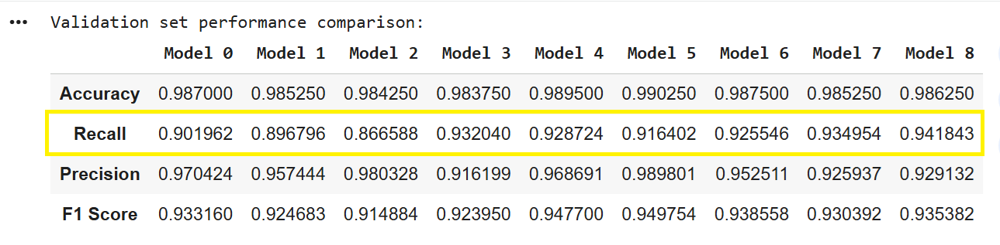 ••• Validation set performance comparison:
Model 0 Model 1 Model 2 Model 3 Model 4 Model 5 Model 6 Model 7 Model 8
Accuracy 0.987000 0.985250 0.984250 0.983750 0.989500 0.990250 0.987500 0.985250 0.986250
Recall 0.901962 0.896796 0.866588 0.932040 0.928724 0.916402 0.925546 0.934954 0.941843
Precision 0.970424 0.957444 0.980328 0.916199 0.968691 0.989801 0.952511 0.925937 0.929132
F1 Score 0.933160 0.924683 0.914884 0.923950 0.947700 0.949754 0.938558 0.930392 0.935382